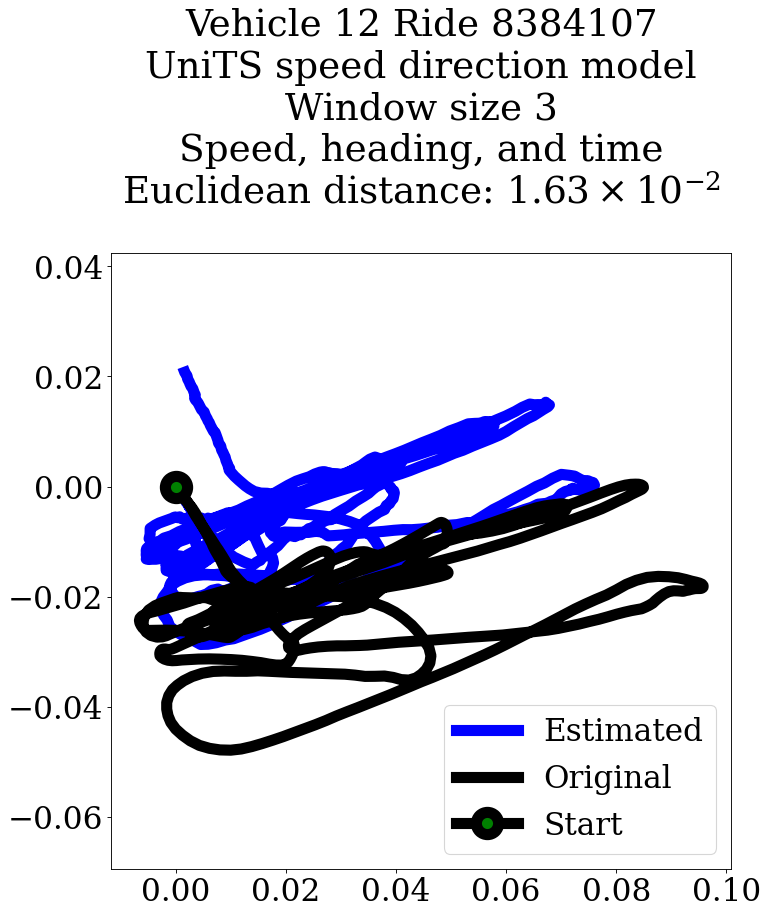 Vehicle 12 Ride 8384107
UniTS speed direction model
Window size 3
Speed, heading, and time
Euclidean distance: 1.63 × 10⁻²
0.04
0.02
0.00
−0.02
−0.04
−0.06
Estimated
Original
Start
0.00 0.02 0.04 0.06 0.08 0.10